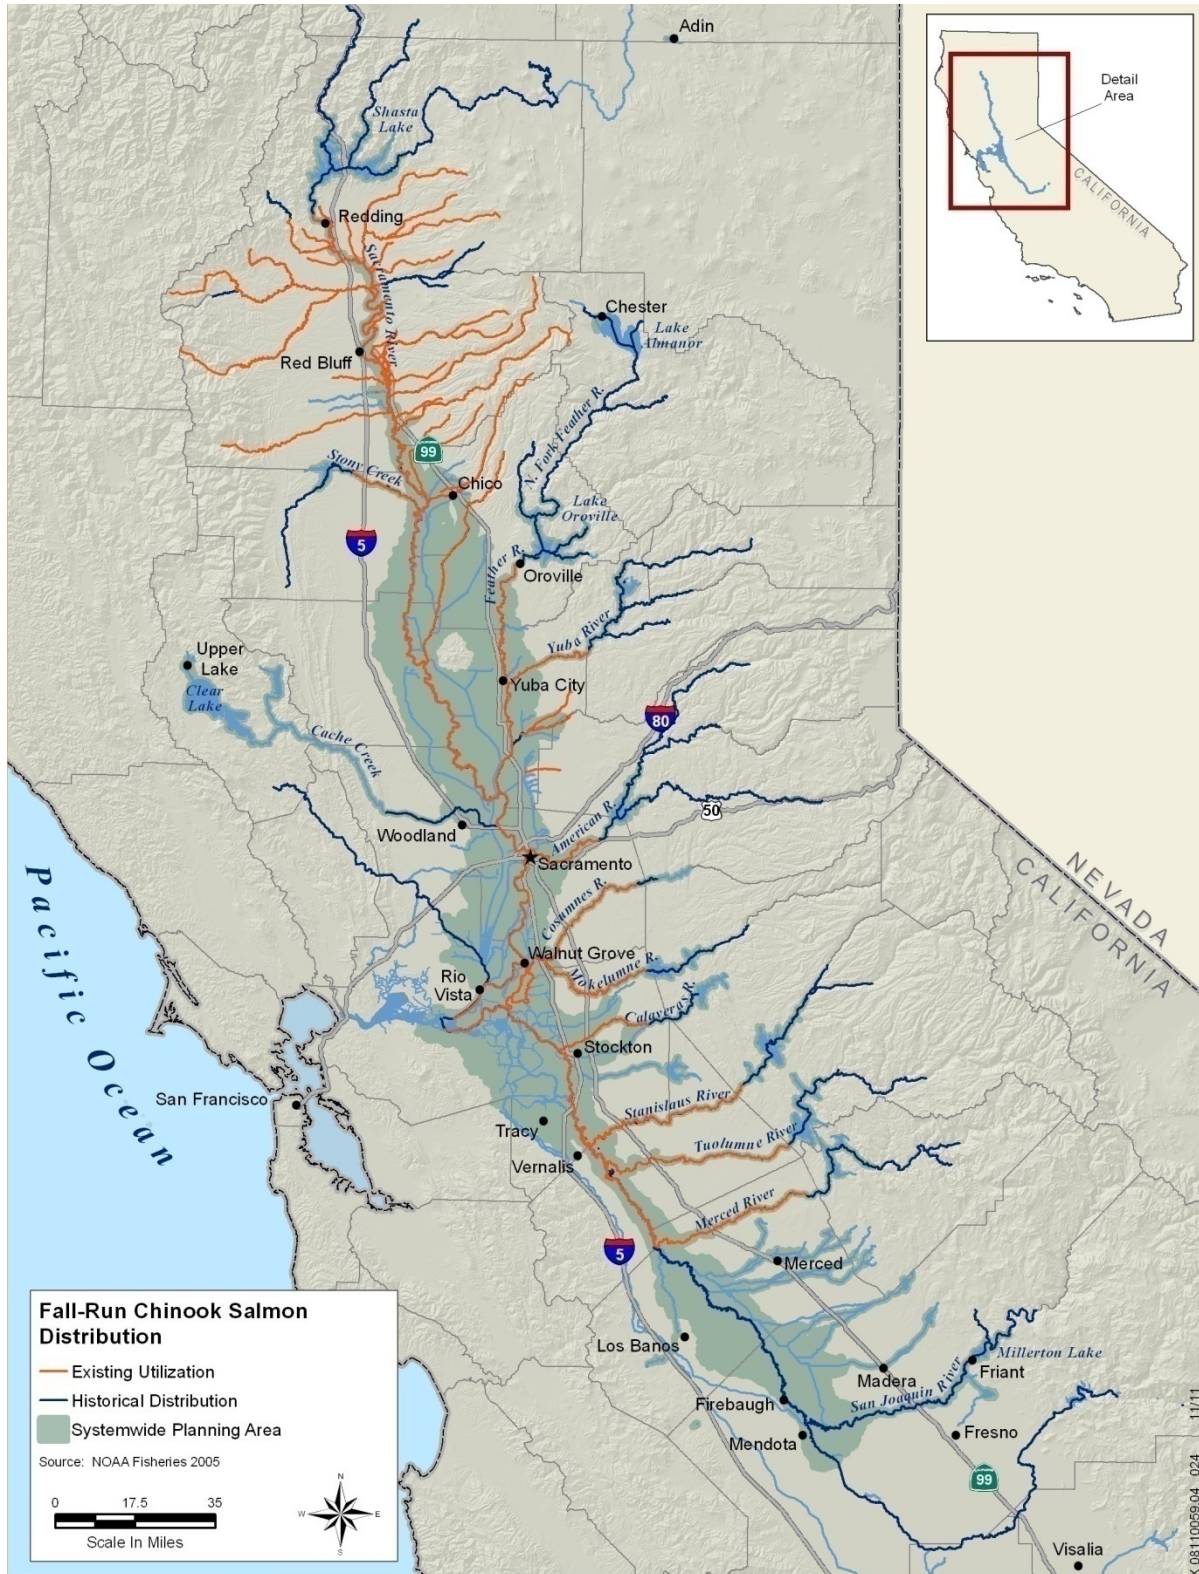 Adin
Detail
Area
CALIFORNIA
Shasta
Lake
Redding
Sacramento River
Chester
Lake
Almanor
Red Bluff
N. Fork Feather R.
99
Stony Creek
Chico
Lake
Oroville
5
Feather R.
Oroville
Yuba River
Upper
Lake
Clear
Lake
Yuba City
80
Cache Creek
50
Woodland
American R.
Sacramento
NEVADA
CALIFORNIA
Pacific Ocean
Cosumnes R.
Walnut Grove
Mokelumne R.
Rio
Vista
Calaveras R.
Stockton
San Francisco
Stanislaus River
Tracy
Tuolumne River
Vernalis
Merced River
5
Merced
Los Banos
Millerton Lake
Friant
Madera
San Joaquin River
Firebaugh
Mendota
Fresno
99
Visalia
Fall-Run Chinook Salmon
Distribution
Existing Utilization
Historical Distribution
Systemwide Planning Area
Source: NOAA Fisheries 2005
0 17.5 35
Scale In Miles
N
W E
S
X 08110059.04 024 11/11